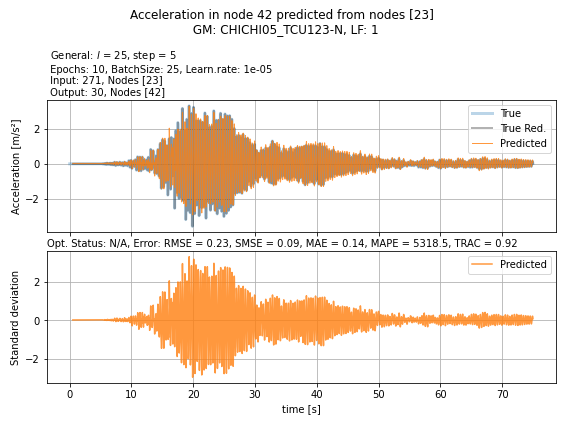 Acceleration in node 42 predicted from nodes [23]
GM: CHICHI05_TCU123-N, LF: 1
General: l = 25, step = 5
Epochs: 10, BatchSize: 25, Learn.rate: 1e-05
Input: 271, Nodes [23]
Output: 30, Nodes [42]
Acceleration [m/s²]
2
0
−2
True
True Red.
Predicted
Opt. Status: N/A, Error: RMSE = 0.23, SMSE = 0.09, MAE = 0.14, MAPE = 5318.5, TRAC = 0.92
Standard deviation
2
0
−2
Predicted
0 10 20 30 40 50 60 70
time [s]